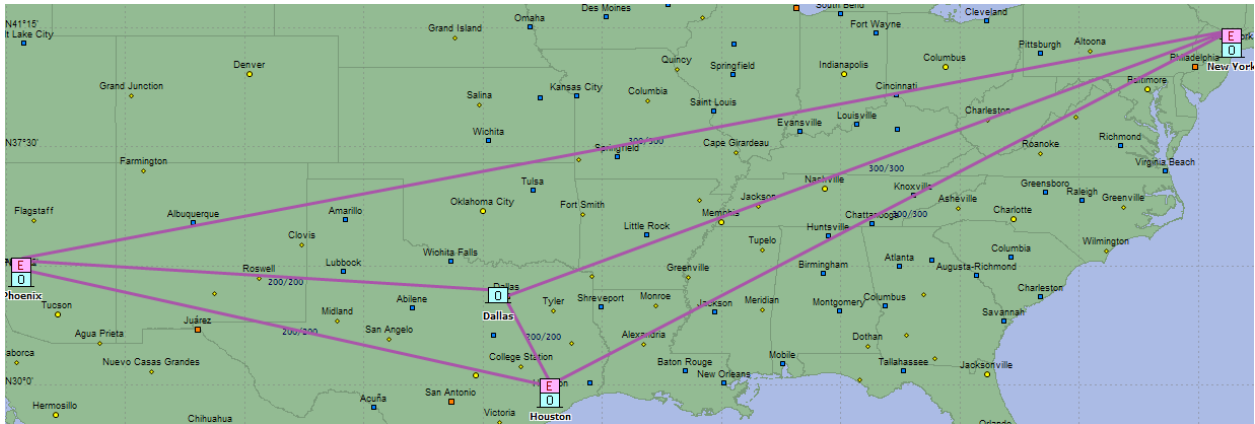 N41°15'
Omaha
Des Moines
South Bend
Cleveland
Grand Island
Fort Wayne
t Lake City
Pittsburgh
Altoona
E
0
New York
Denver
Quincy
Springfield
Indianapolis
Columbus
Philadelphia
Grand Junction
Salina
Kansas City
Columbia
Cincinnati
Baltimore
Saint-Louis
Charleston
Wichita
Evansville
Louisville
N37°30'
300/300
Springfield
Cape Girardeau
Roanoke
Richmond
Farmington
300/300
Virginia Beach
Tulsa
Nashville
Knoxville
Greensboro
Raleigh
Flagstaff
Albuquerque
Amarillo
Oklahoma City
Fort Smith
Jackson
Asheville
Charlotte
Greenville
Memphis
Chattanooga
300/300
Clovis
Little Rock
Huntsville
Wichita Falls
Tupelo
Wilmington
E
0
Phoenix
Roswell
Lubbock
Greenville
Birmingham
Atlanta
Columbia
Augusta-Richmond
200/200
Dallas
0
Dallas
Tucson
Abilene
Tyler
Shreveport
Monroe
Jackson
Meridian
Montgomery
Columbus
Charleston
Juárez
Midland
Savannah
Agua Prieta
200/200
San Angelo
200/200
Alexandria
Dothan
aborca
Nuevo Casas Grandes
College Station
Baton Rouge
Mobile
Tallahassee
Jacksonville
N30°0'
E
0
Houston
New Orleans
San Antonio
Acuña
Hermosillo
Chihuahua
Victoria
Orlando